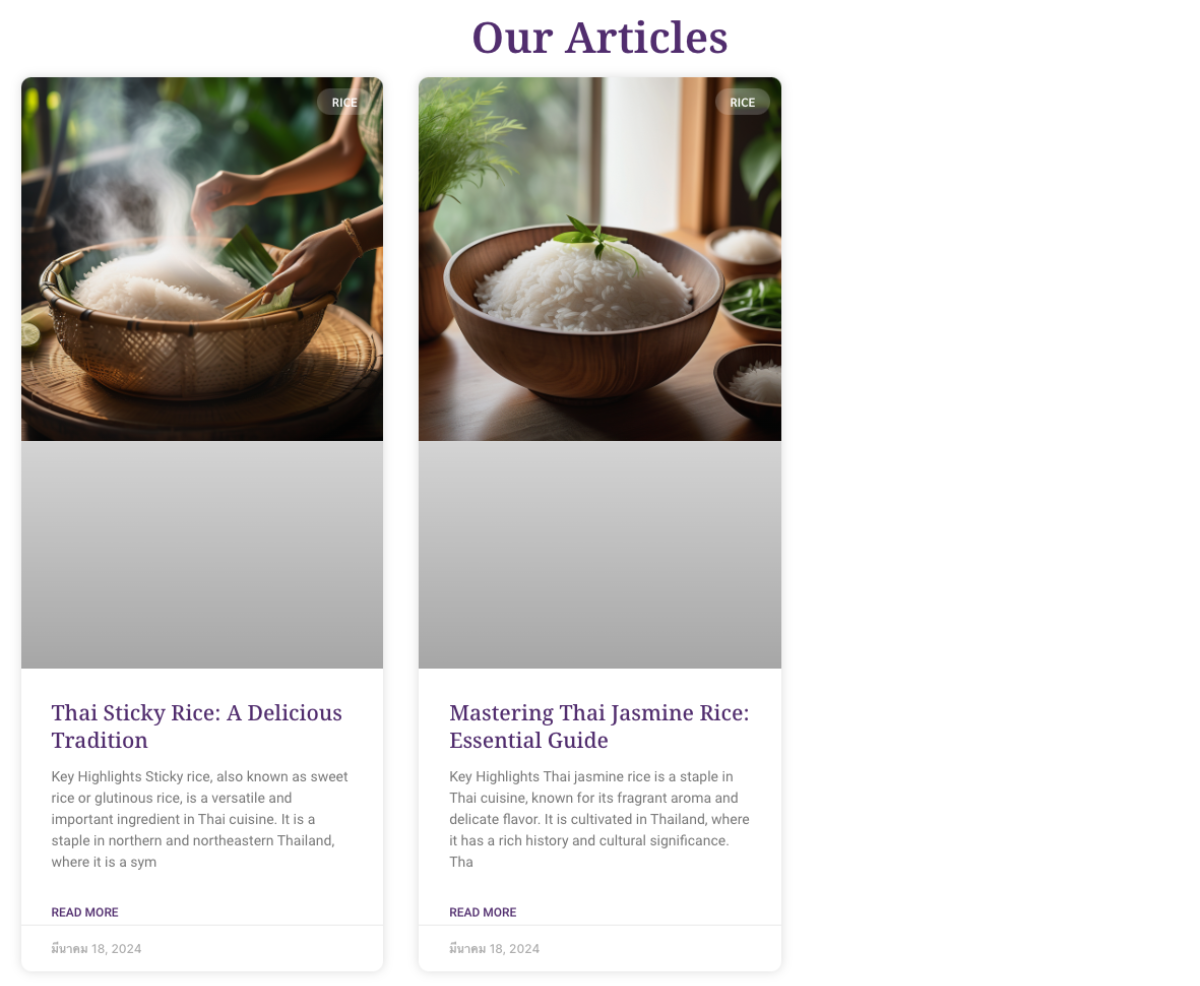 Our Articles
RICE
Thai Sticky Rice: A Delicious
Tradition
Key Highlights Sticky rice, also known as sweet
rice or glutinous rice, is a versatile and
important ingredient in Thai cuisine. It is a
staple in northern and northeastern Thailand,
where it is a sym
READ MORE
มีนาคม 18, 2024
RICE
Mastering Thai Jasmine Rice:
Essential Guide
Key Highlights Thai jasmine rice is a staple in
Thai cuisine, known for its fragrant aroma and
delicate flavor. It is cultivated in Thailand, where
it has a rich history and cultural significance.
Tha
READ MORE
มีนาคม 18, 2024